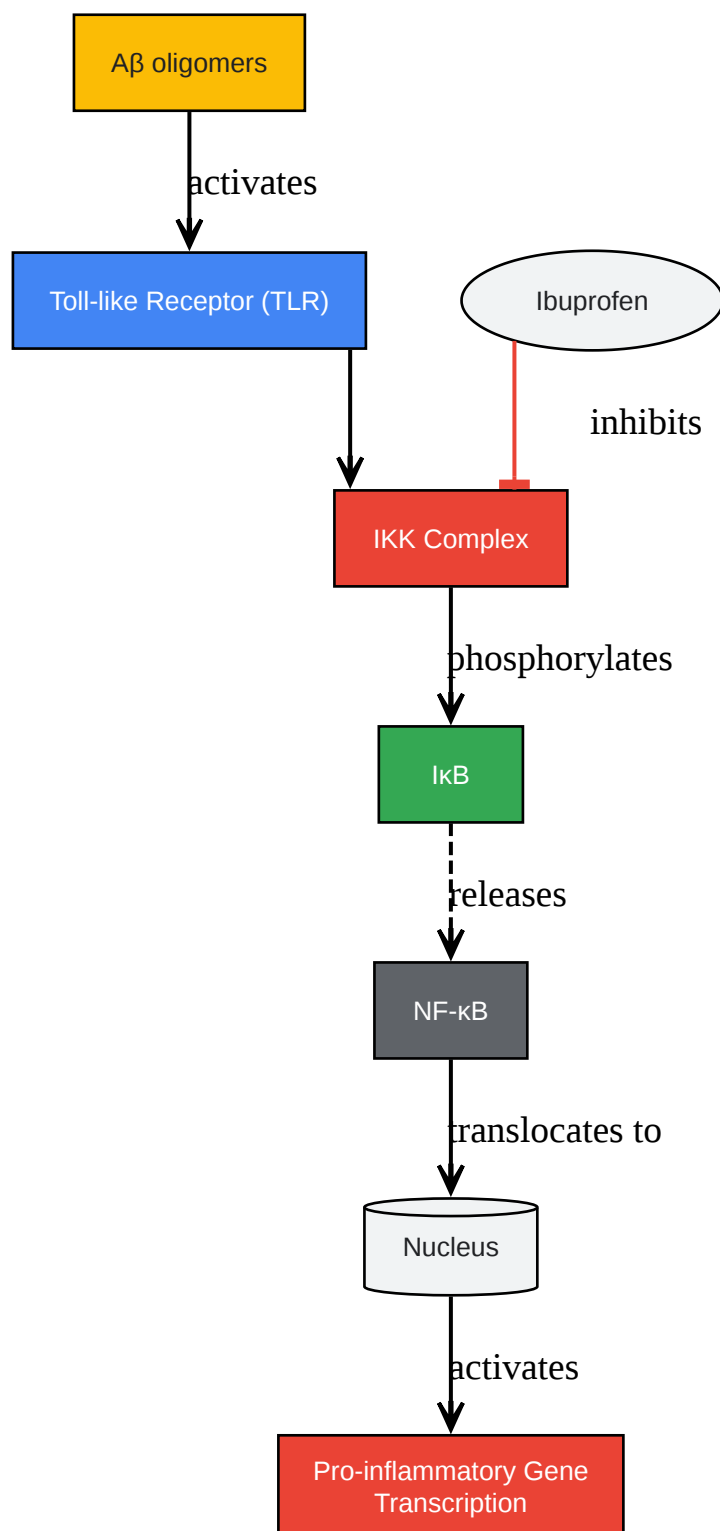 Aβ oligomers
activates
Toll-like Receptor (TLR)
Ibuprofen
inhibits
IKK Complex
phosphorylates
IκB
releases
NF-κB
translocates to
Nucleus
activates
Pro-inflammatory Gene
Transcription